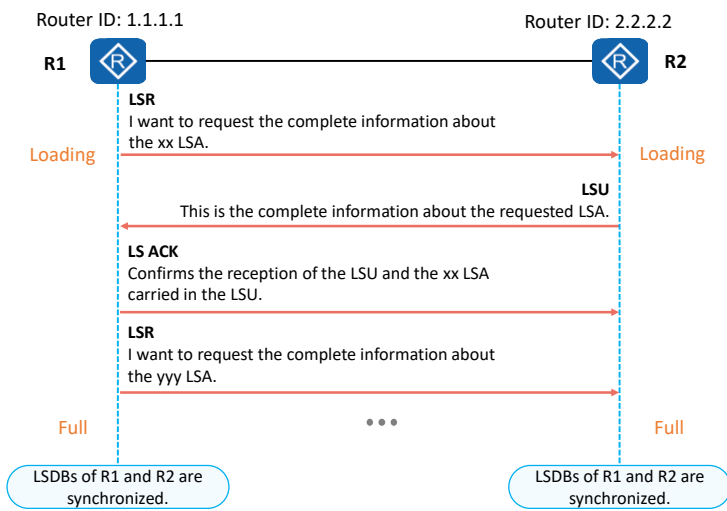 Router ID: 1.1.1.1
Router ID: 2.2.2.2
R1
R
R
R2
LSR
I want to request the complete information about
the xx LSA.
Loading
Loading
LSU
This is the complete information about the requested LSA.
LS ACK
Confirms the reception of the LSU and the xx LSA
carried in the LSU.
LSR
I want to request the complete information about
the yyy LSA.
Full
...
Full
LSDBs of R1 and R2 are
synchronized.
LSDBs of R1 and R2 are
synchronized.